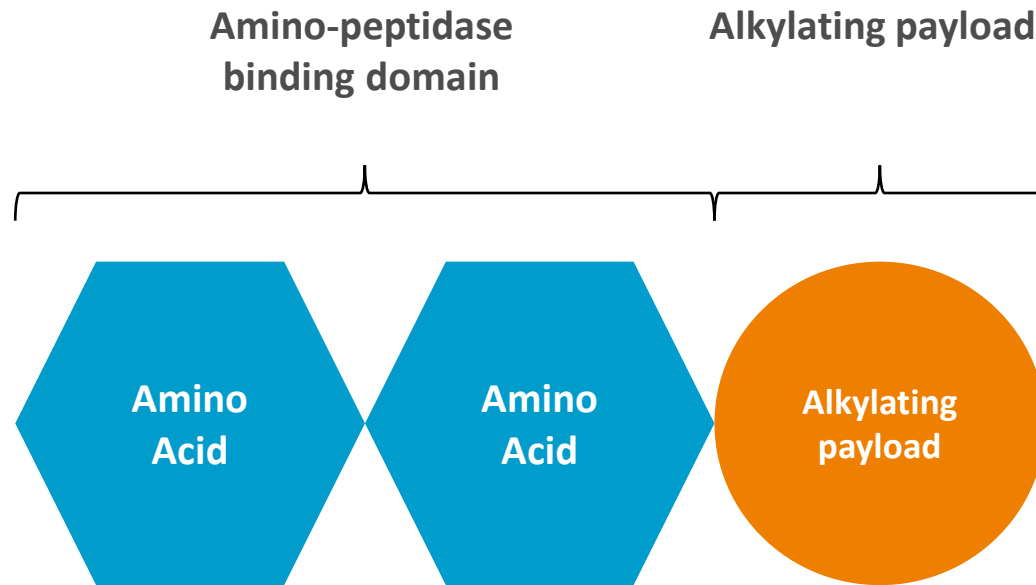 Amino-peptidase
binding domain
Alkylating payload
Amino
Acid
Amino
Acid
Alkylating
payload